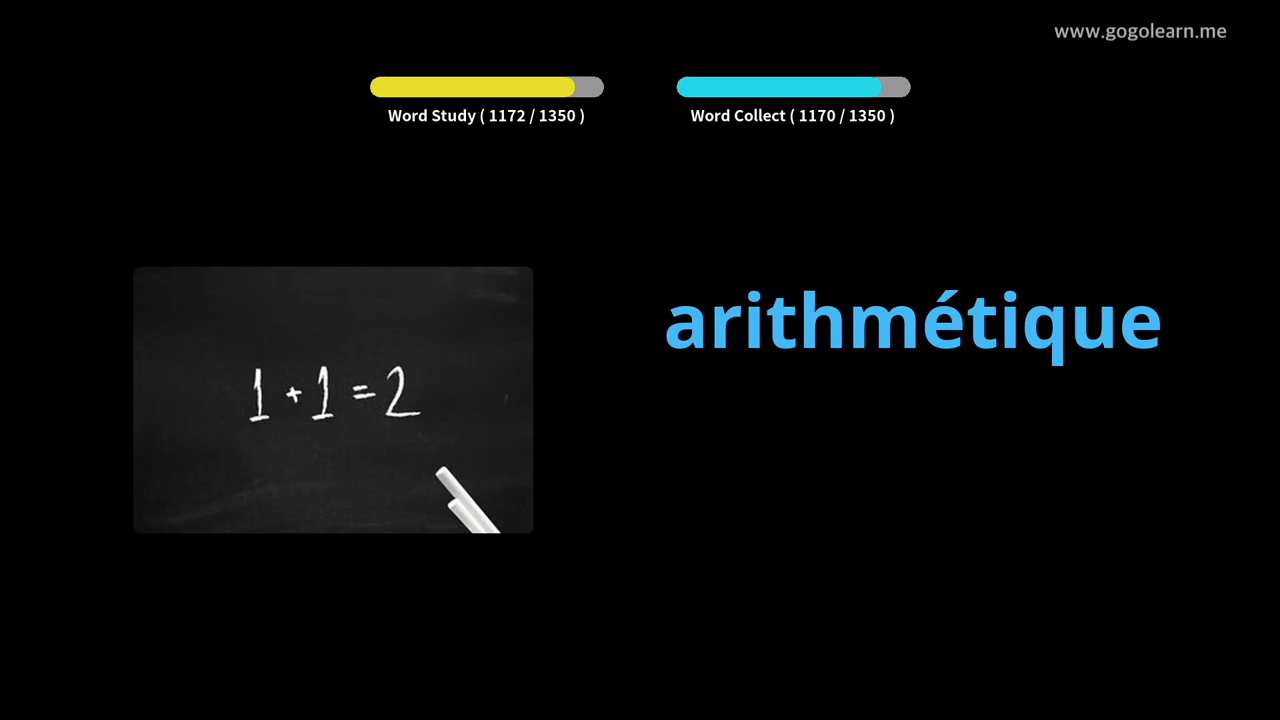 www.gogolearn.me
Word Study ( 1172 / 1350 )
Word Collect ( 1170 / 1350 )
arithmétique
1 + 1 = 2